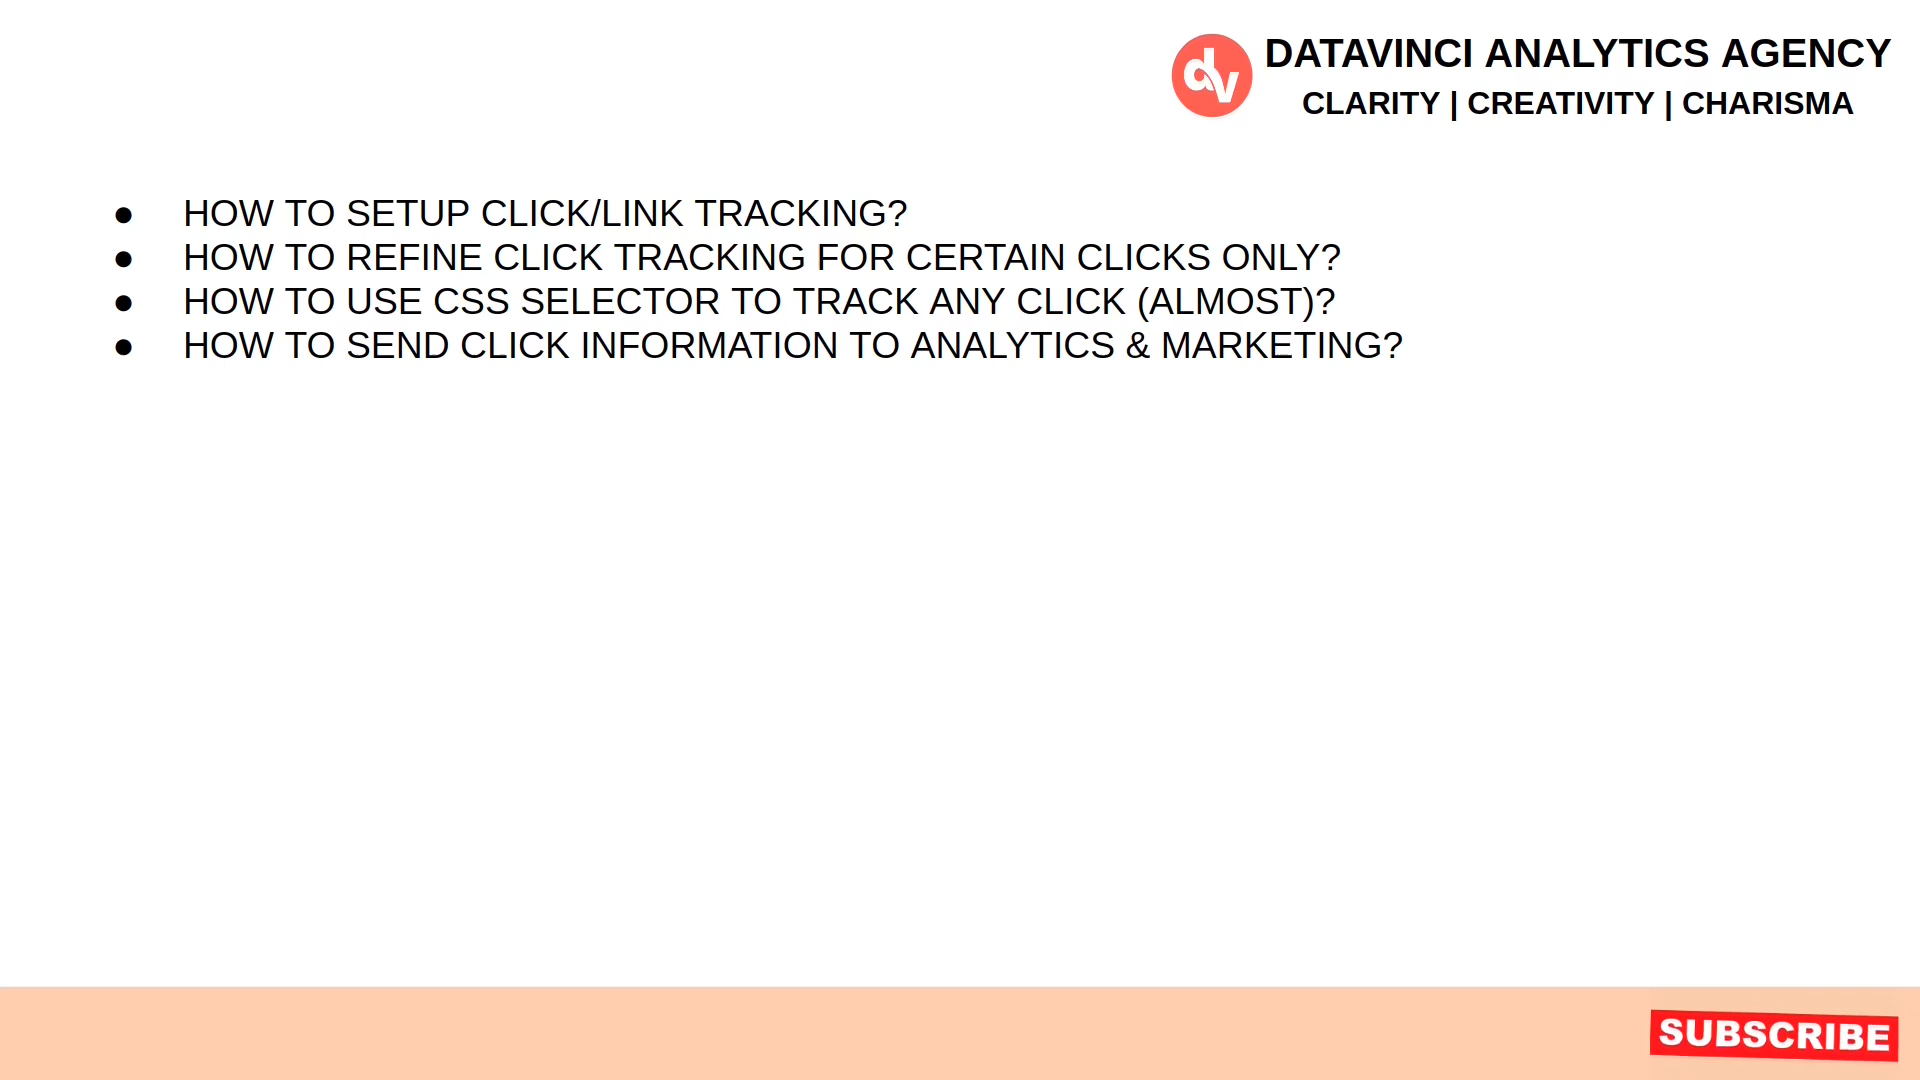 dv
DATAVINCI ANALYTICS AGENCY
CLARITY | CREATIVITY | CHARISMA
● HOW TO SETUP CLICK/LINK TRACKING?
● HOW TO REFINE CLICK TRACKING FOR CERTAIN CLICKS ONLY?
● HOW TO USE CSS SELECTOR TO TRACK ANY CLICK (ALMOST)?
● HOW TO SEND CLICK INFORMATION TO ANALYTICS & MARKETING?
SUBSCRIBE